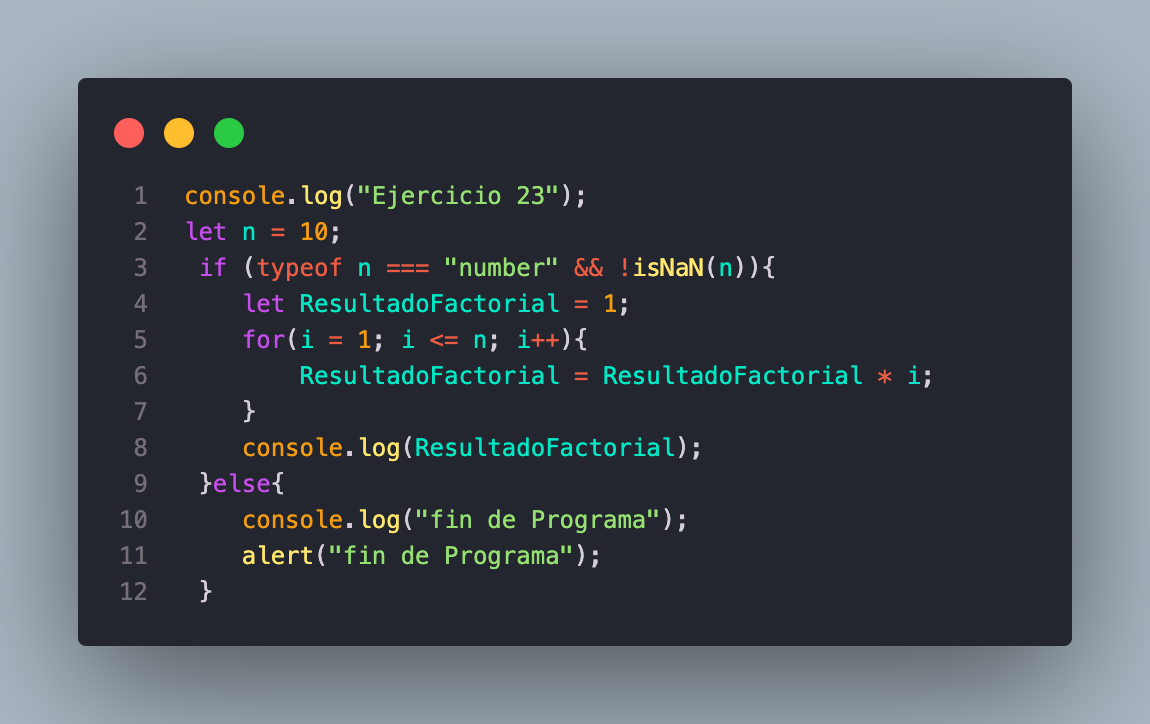 1 console.log("Ejercicio 23");
2 let n = 10;
3 if (typeof n === "number" && !isNaN(n)){
4 let ResultadoFactorial = 1;
5 for(i = 1; i <= n; i++){
6 ResultadoFactorial = ResultadoFactorial * i;
7 }
8 console.log(ResultadoFactorial);
9 }else{
10 console.log("fin de Programa");
11 alert("fin de Programa");
12 }